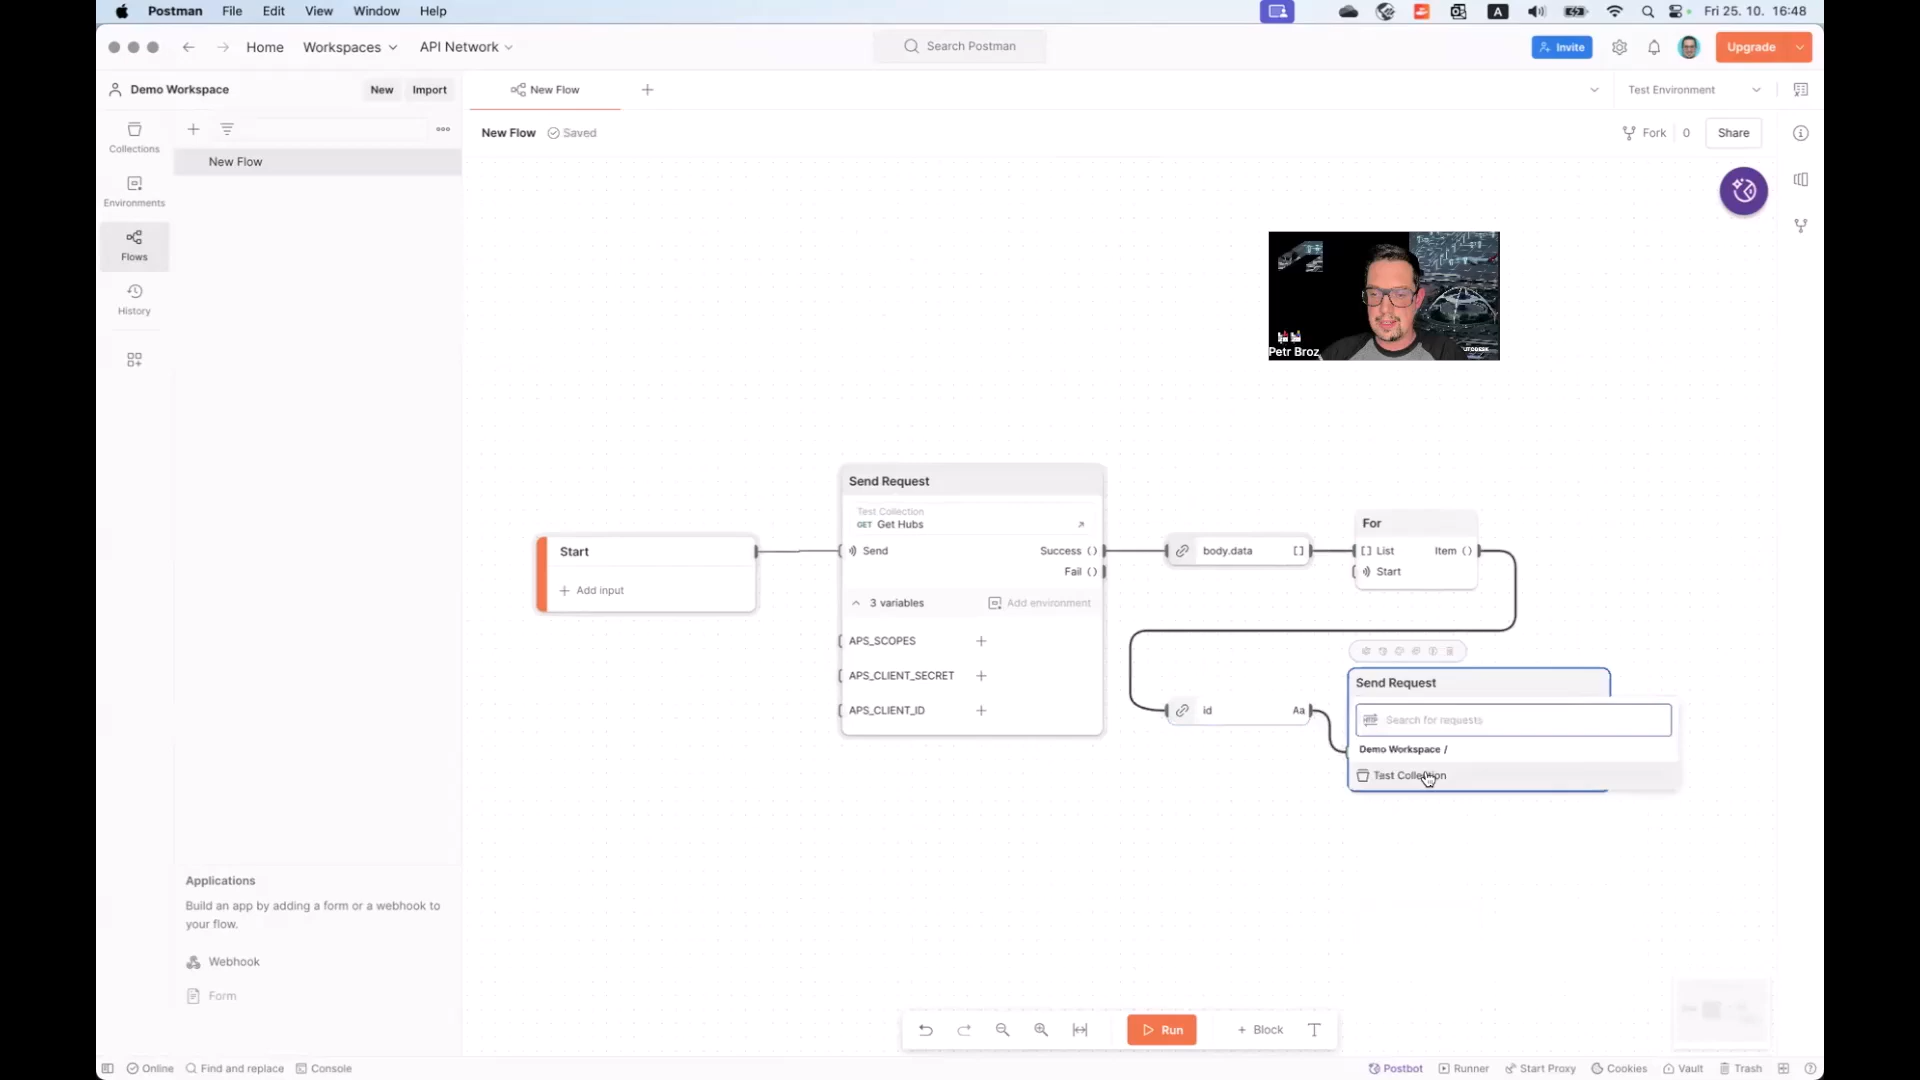 Postman File Edit View Window Help
A
Fri 25. 10. 16:48
Home Workspaces API Network
Search Postman
Invite
Upgrade
Demo Workspace New Import
New Flow
Test Environment
Collections
New Flow
New Flow Saved
Fork 0 Share
Environments
Flows
History
Petr Broz
Send Request
Test Collection
GET Get Hubs
Start
Add input
Send
Success ()
Fail ()
body.data []
For
[] List Item ()
Start
3 variables Add environment
APS_SCOPES
APS_CLIENT_SECRET
APS_CLIENT_ID
id Aa
Send Request
Search for requests
Demo Workspace /
Test Collection
Applications
Build an app by adding a form or a webhook to
your flow.
Webhook
Form
Run
+ Block
T
Online Find and replace Console
Postbot Runner Start Proxy Cookies Vault Trash